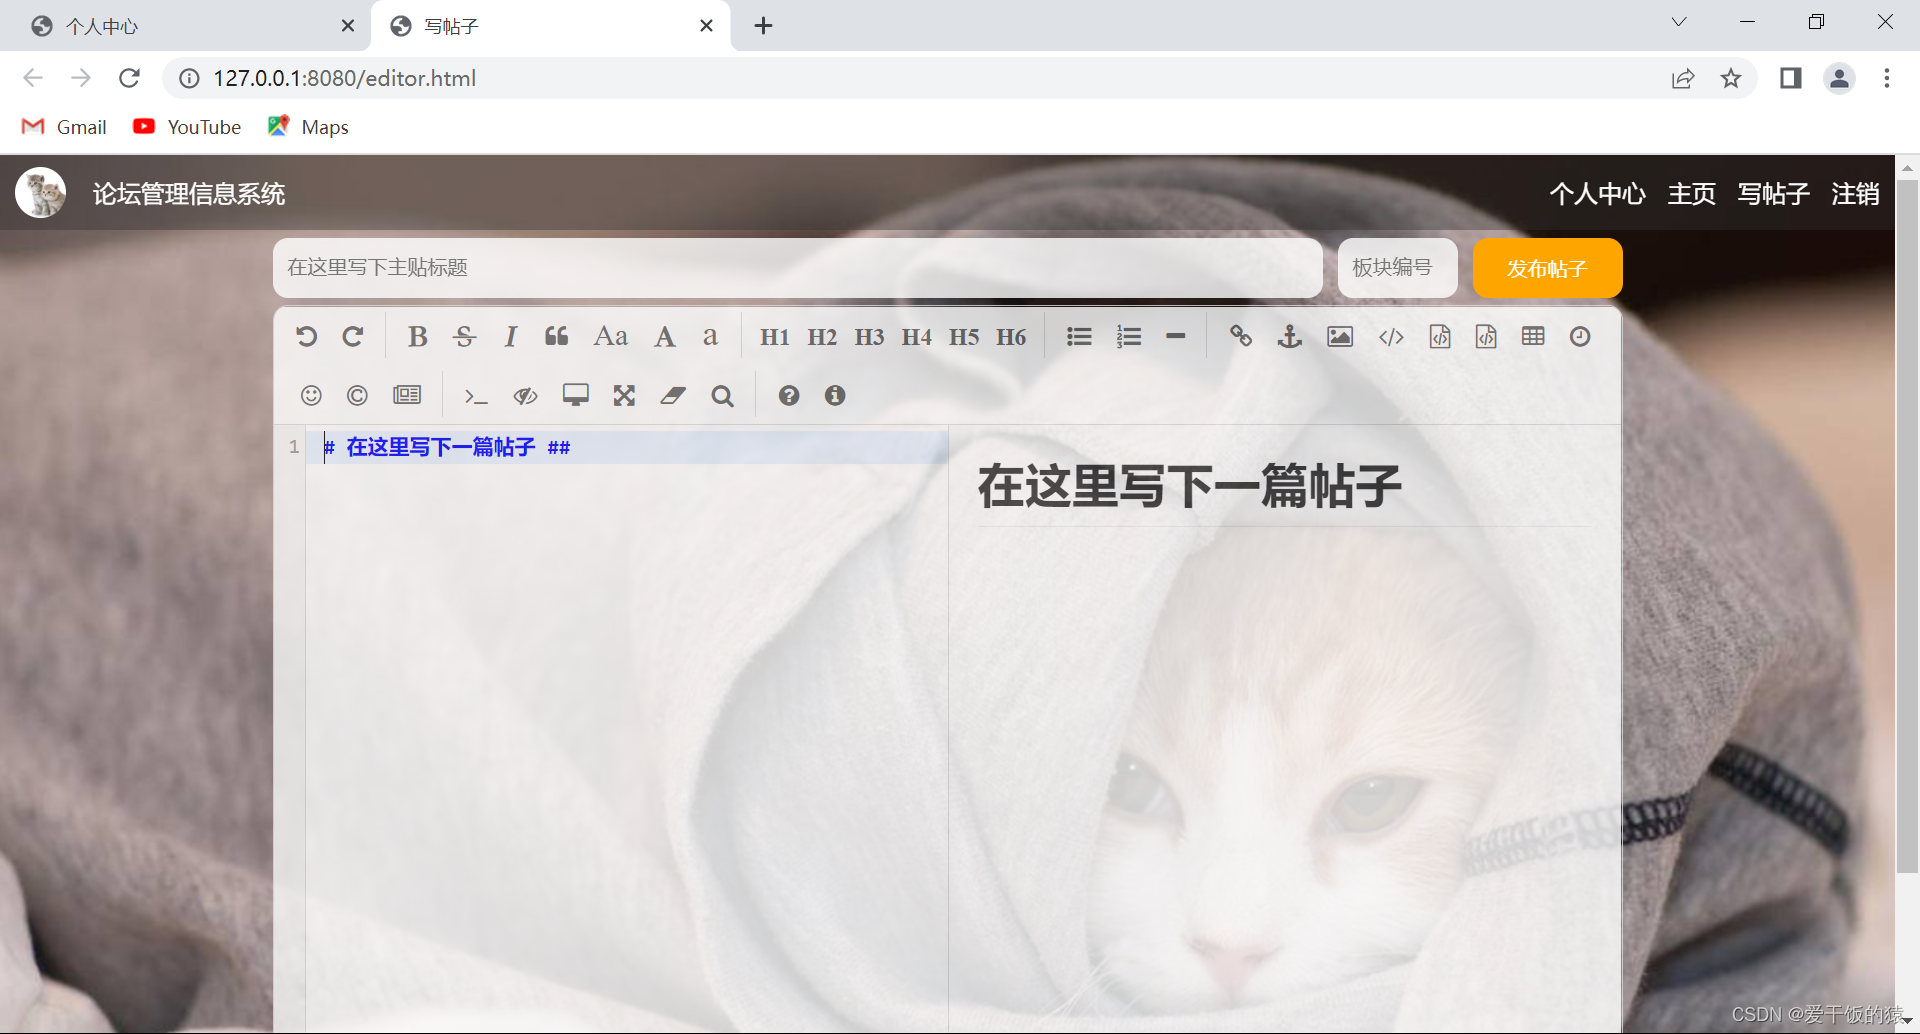 个人中心
写帖子
127.0.0.1:8080/editor.html
Gmail
YouTube
Maps
论坛管理信息系统
个人中心 主页 写帖子 注销
在这里写下主贴标题
板块编号
发布帖子
B S I Aa A a H1 H2 H3 H4 H5 H6
1 # 在这里写下一篇帖子 ##
在这里写下一篇帖子
CSDN @爱干饭的猿